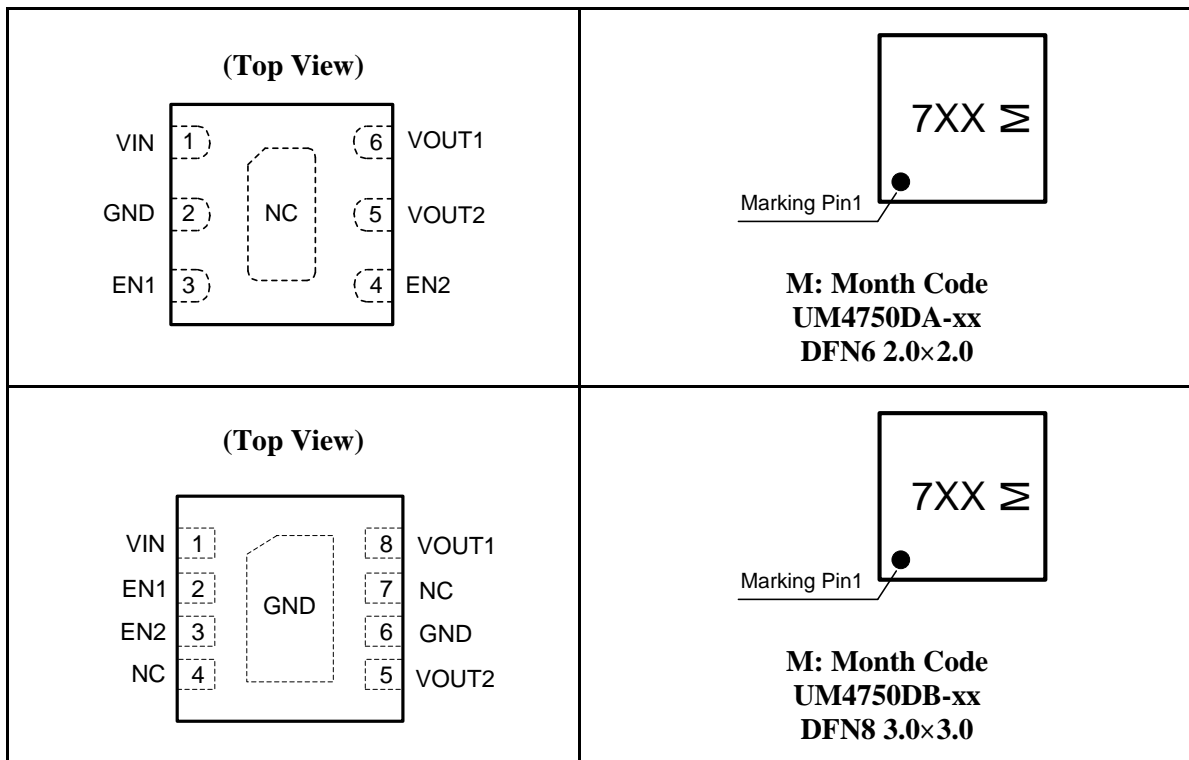 (Top View)
VIN 1 6 VOUT1
GND 2 NC 5 VOUT2
EN1 3 4 EN2
7XX M
Marking Pin1
M: Month Code
UM4750DA-xx
DFN6 2.0×2.0
(Top View)
VIN 1 8 VOUT1
EN1 2 7 NC
GND
EN2 3 6 GND
NC 4 5 VOUT2
7XX M
Marking Pin1
M: Month Code
UM4750DB-xx
DFN8 3.0×3.0